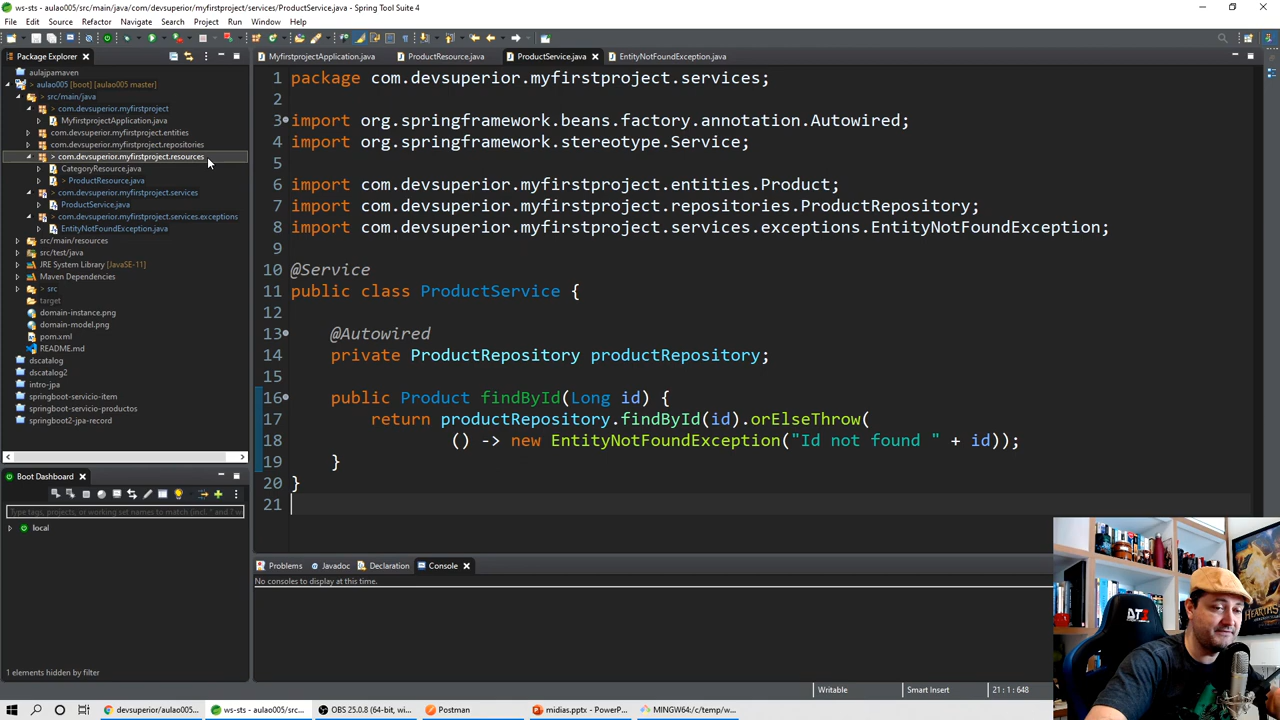 ws-sts - aulao005/src/main/java/com/devsuperior/myfirstproject/services/ProductService.java - Spring Tool Suite 4
File Edit Source Refactor Navigate Search Project Run Window Help
Package Explorer
aulajpamaven
> aulao005 [boot] [aulao005 master]
> src/main/java
> com.devsuperior.myfirstproject
MyfirstprojectApplication.java
com.devsuperior.myfirstproject.entities
com.devsuperior.myfirstproject.repositories
> com.devsuperior.myfirstproject.resources
CategoryResource.java
> ProductResource.java
> com.devsuperior.myfirstproject.services
ProductService.java
> com.devsuperior.myfirstproject.services.exceptions
EntityNotFoundException.java
src/main/resources
src/test/java
JRE System Library [JavaSE-11]
Maven Dependencies
> src
target
domain-instance.png
domain-model.png
pom.xml
README.md
dscatalog
dscatalog2
intro-jpa
springboot-servicio-item
springboot-servicio-productos
springboot2-jpa-record
Boot Dashboard
Type tags, projects, or working set names to match (incl. * and ? w
local
1 elements hidden by filter
MyfirstprojectApplication.java ProductResource.java ProductService.java EntityNotFoundException.java
1 package com.devsuperior.myfirstproject.services;
2
3 import org.springframework.beans.factory.annotation.Autowired;
4 import org.springframework.stereotype.Service;
5
6 import com.devsuperior.myfirstproject.entities.Product;
7 import com.devsuperior.myfirstproject.repositories.ProductRepository;
8 import com.devsuperior.myfirstproject.services.exceptions.EntityNotFoundException;
9
10 @Service
11 public class ProductService {
12
13 @Autowired
14 private ProductRepository productRepository;
15
16 public Product findById(Long id) {
17 return productRepository.findById(id).orElseThrow(
18 () -> new EntityNotFoundException("Id not found " + id));
19 }
20 }
21
Problems Javadoc Declaration Console
No consoles to display at this time.
Writable Smart Insert 21 : 1 : 648
DT3
HEARTHS
devsuperior/aulao005... ws-sts - aulao005/src... OBS 25.0.8 (64-bit, wi... Postman midias.pptx - PowerP... MINGW64:/c/temp/w...